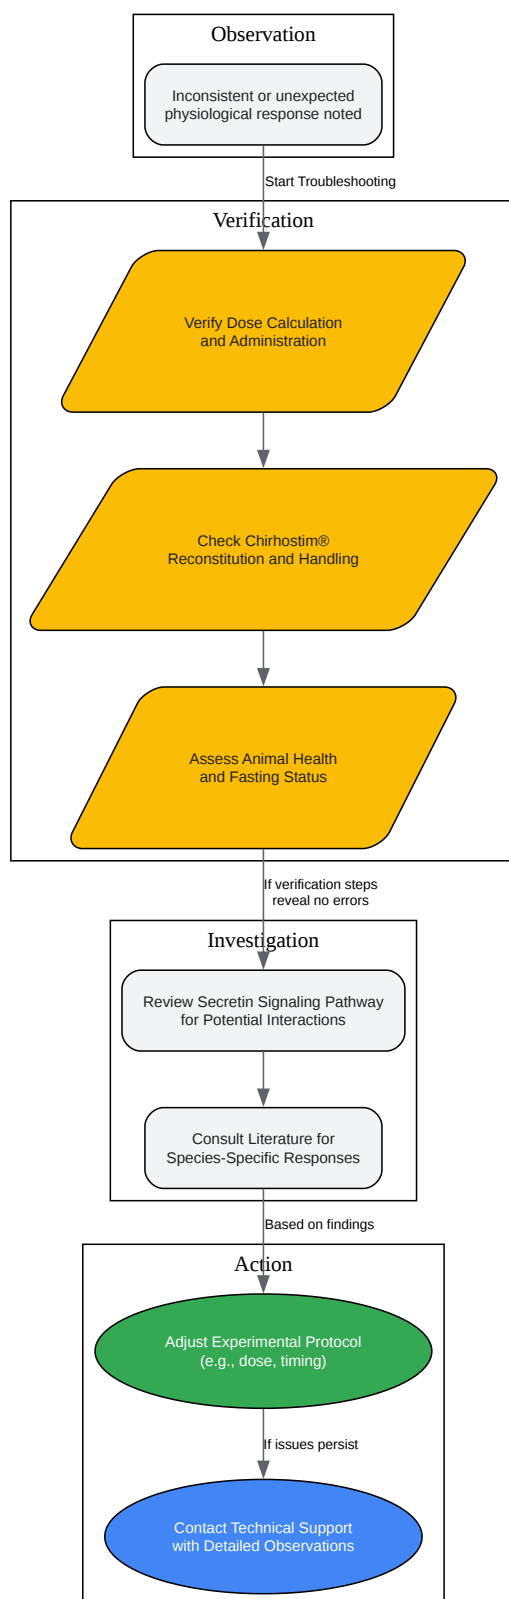 Observation
Inconsistent or unexpected
physiological response noted
Start Troubleshooting
Verification
Verify Dose Calculation
and Administration
Check Chirhostim®
Reconstitution and Handling
Assess Animal Health
and Fasting Status
If verification steps
reveal no errors
Investigation
Review Secretin Signaling Pathway
for Potential Interactions
Consult Literature for
Species-Specific Responses
Based on findings
Action
Adjust Experimental Protocol
(e.g., dose, timing)
If issues persist
Contact Technical Support
with Detailed Observations